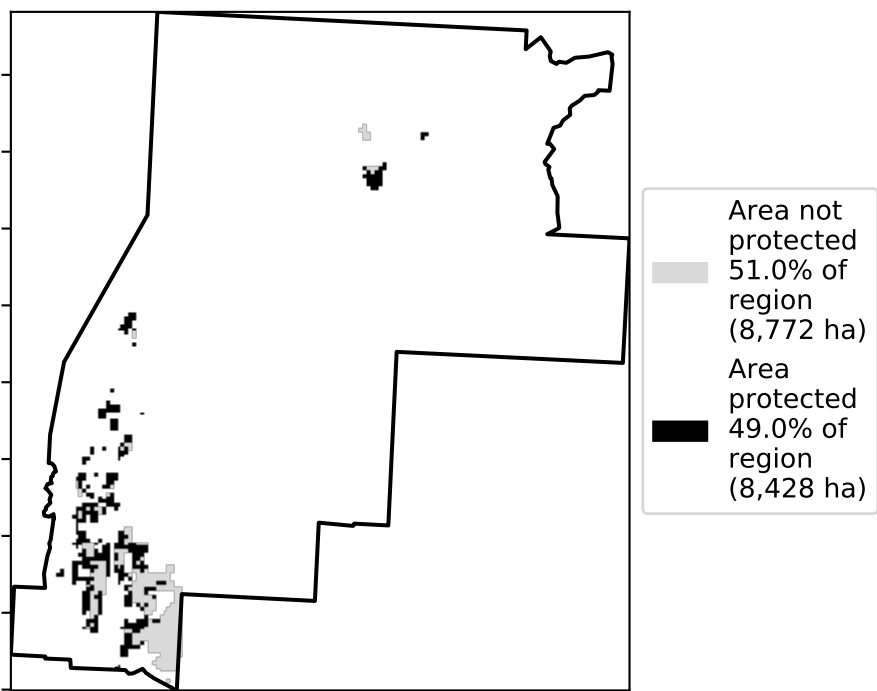 Area not
protected
51.0% of
region
(8,772 ha)
Area
protected
49.0% of
region
(8,428 ha)